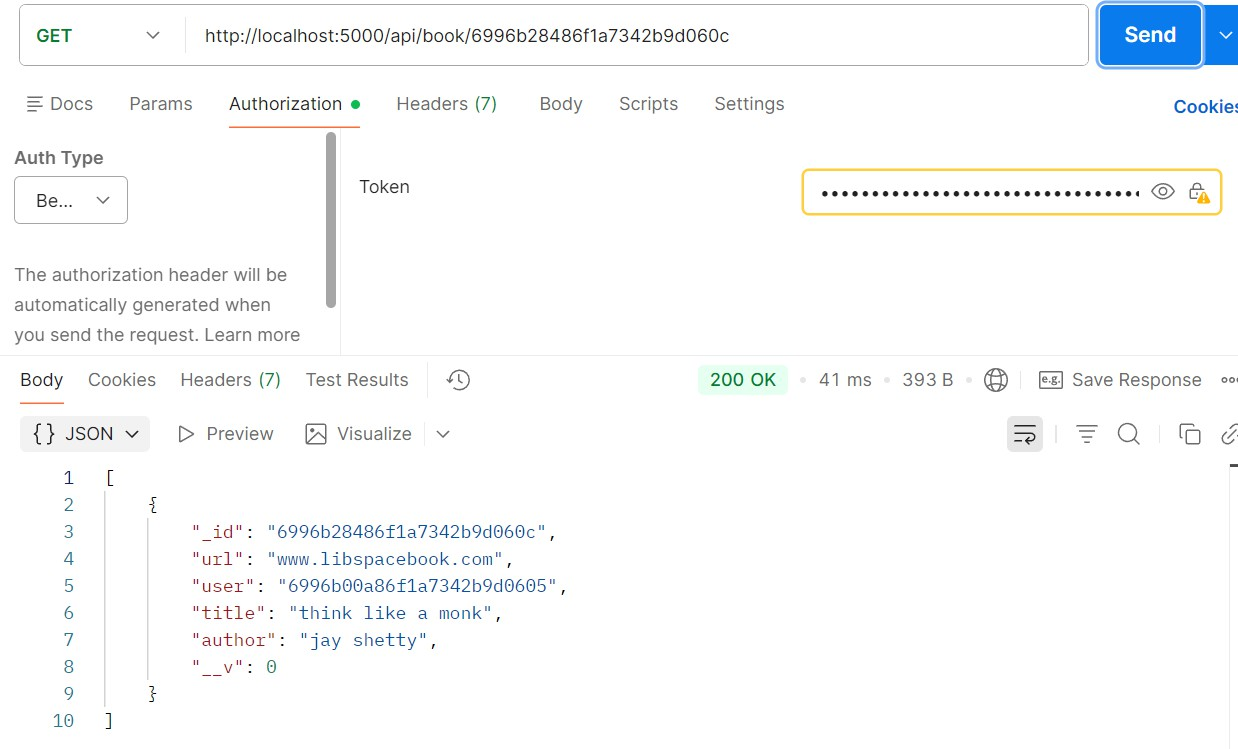 GET http://localhost:5000/api/book/6996b28486f1a7342b9d060c Send
Docs Params Authorization Headers (7) Body Scripts Settings Cookies
Auth Type
Be...
Token
••••••••••••••••••••••••••••••
The authorization header will be
automatically generated when
you send the request. Learn more
Body Cookies Headers (7) Test Results 200 OK • 41 ms • 393 B • e.g. Save Response
{} JSON Preview Visualize
1 [
2 {
3 "_id": "6996b28486f1a7342b9d060c",
4 "url": "www.libspacebook.com",
5 "user": "6996b00a86f1a7342b9d0605",
6 "title": "think like a monk",
7 "author": "jay shetty",
8 "__v": 0
9 }
10 ]